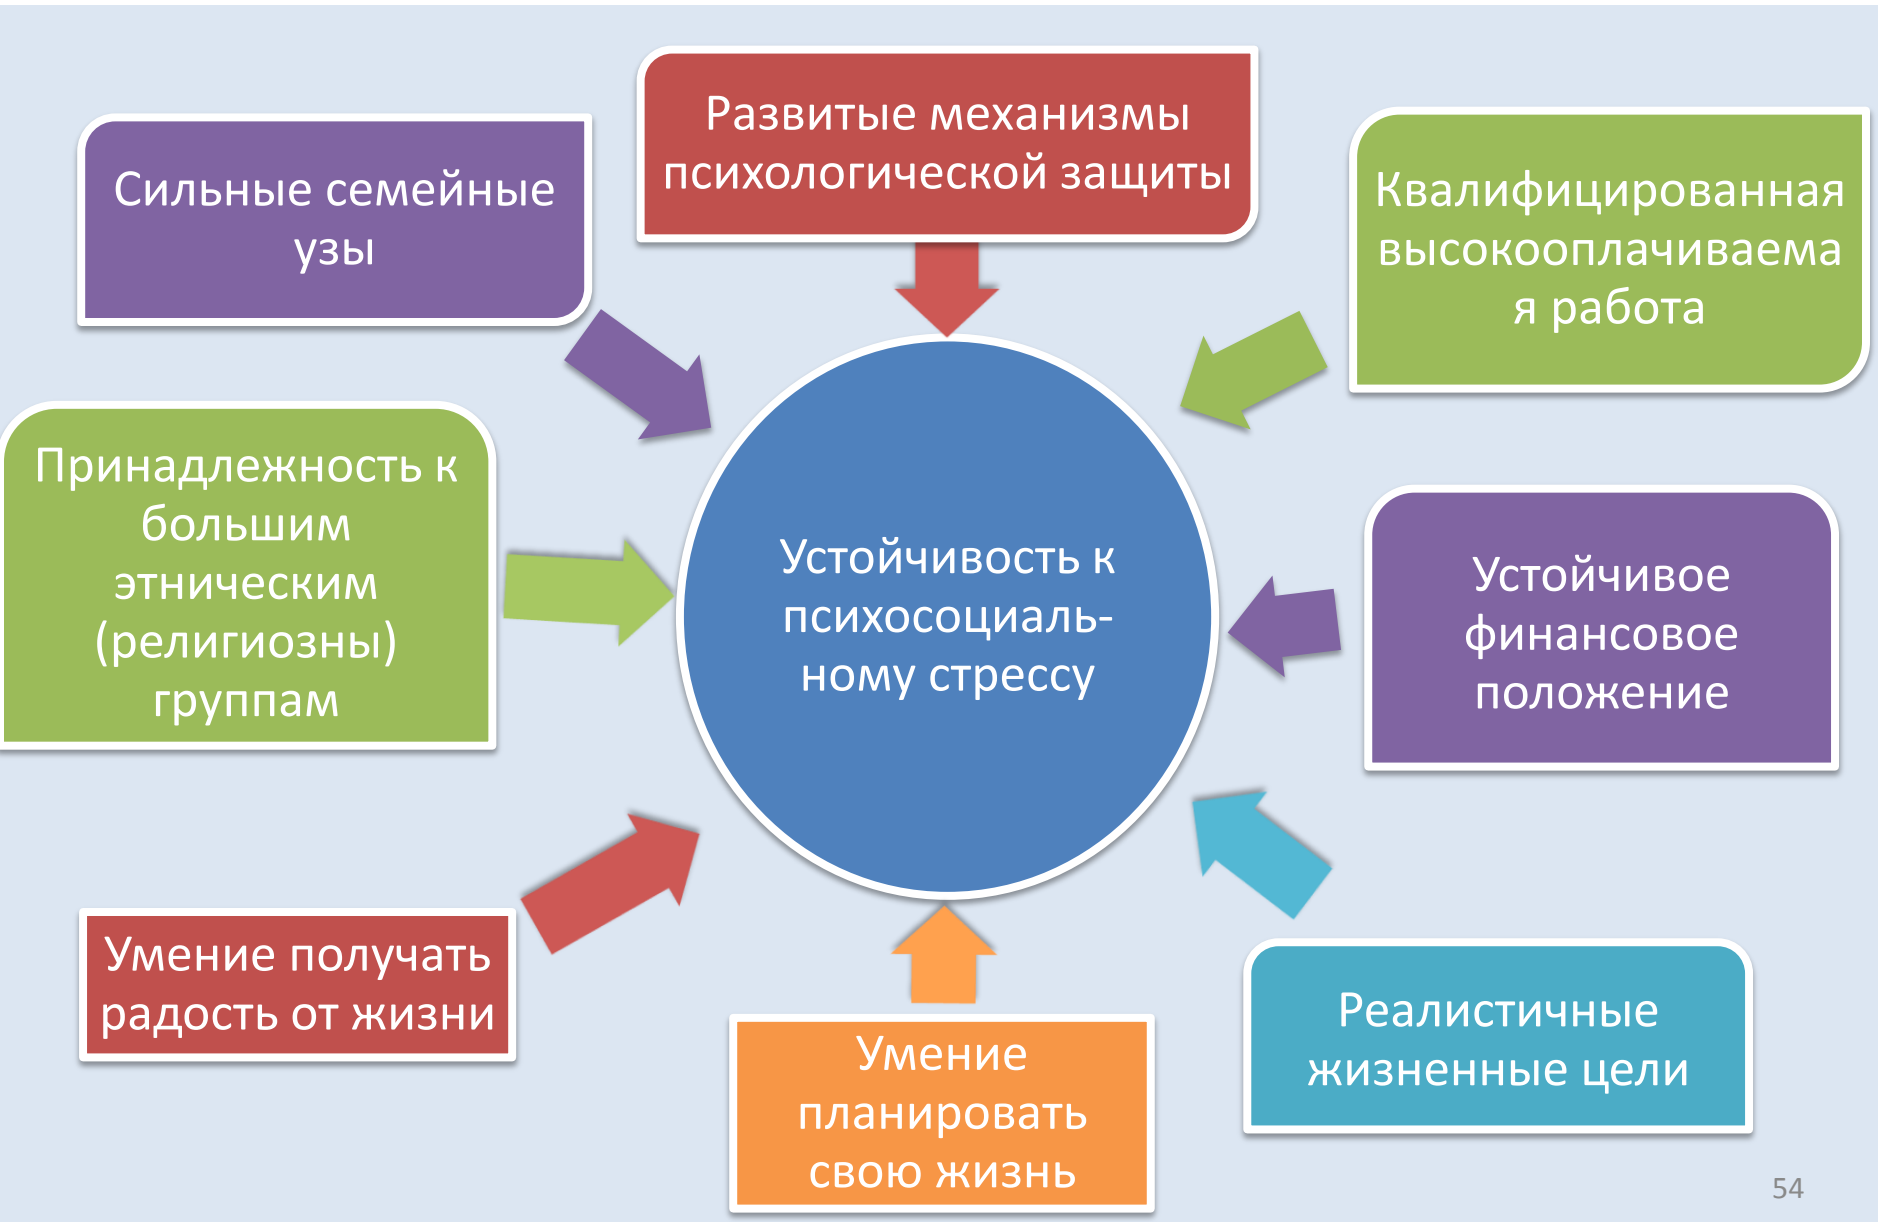 Развитые механизмы
психологической защиты
Сильные семейные
узы
Квалифицированная
высокооплачиваема
я работа
Принадлежность к
большим
этническим
(религиозны)
группам
Устойчивость к
психосоциаль-
ному стрессу
Устойчивое
финансовое
положение
Умение получать
радость от жизни
Умение
планировать
свою жизнь
Реалистичные
жизненные цели
54